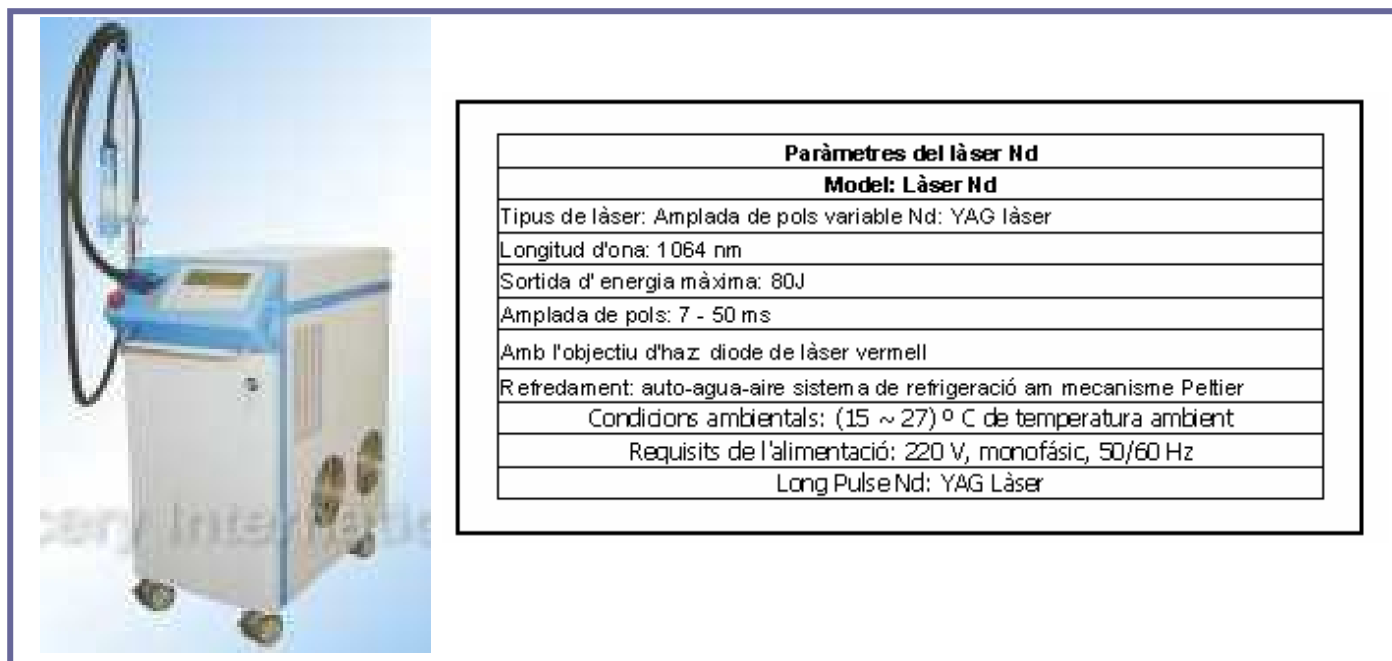 Paràmetres del làser Nd
Model: Làser Nd
Tipus de làser: Amplada de pols variable Nd: YAG làser
Longitud d'ona: 1064 nm
Sortida d' energia màxima: 80J
Amplada de pols: 7 - 50 ms
Amb l'objectiu d'haz diode de làser vermell
Refredament: auto-agua-aire sistema de refrigeració am mecanisme Peltier
Condicions ambientals: (15 ~ 27) º C de temperatura ambient
Requisits de l'alimentació: 220 V, monofásic, 50/60 Hz
Long Pulse Nd: YAG Làser